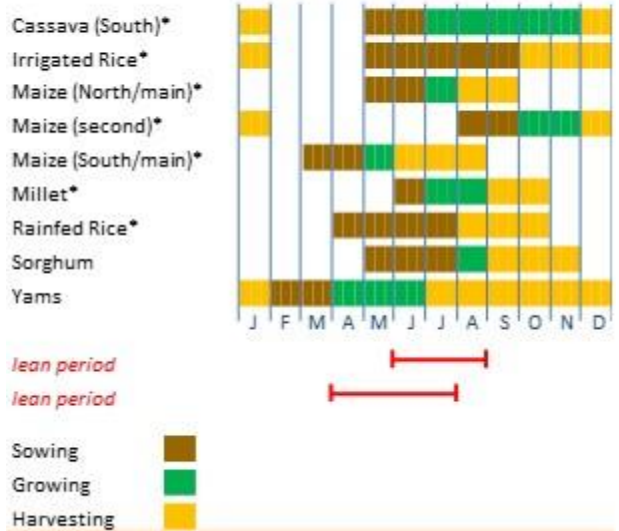 Cassava (South)*
Irrigated Rice*
Maize (North/main)*
Maize (second)*
Maize (South/main)*
Millet*
Rainfed Rice*
Sorghum
Yams
J F M A M J J A S O N D
lean period
lean period
Sowing
Growing
Harvesting